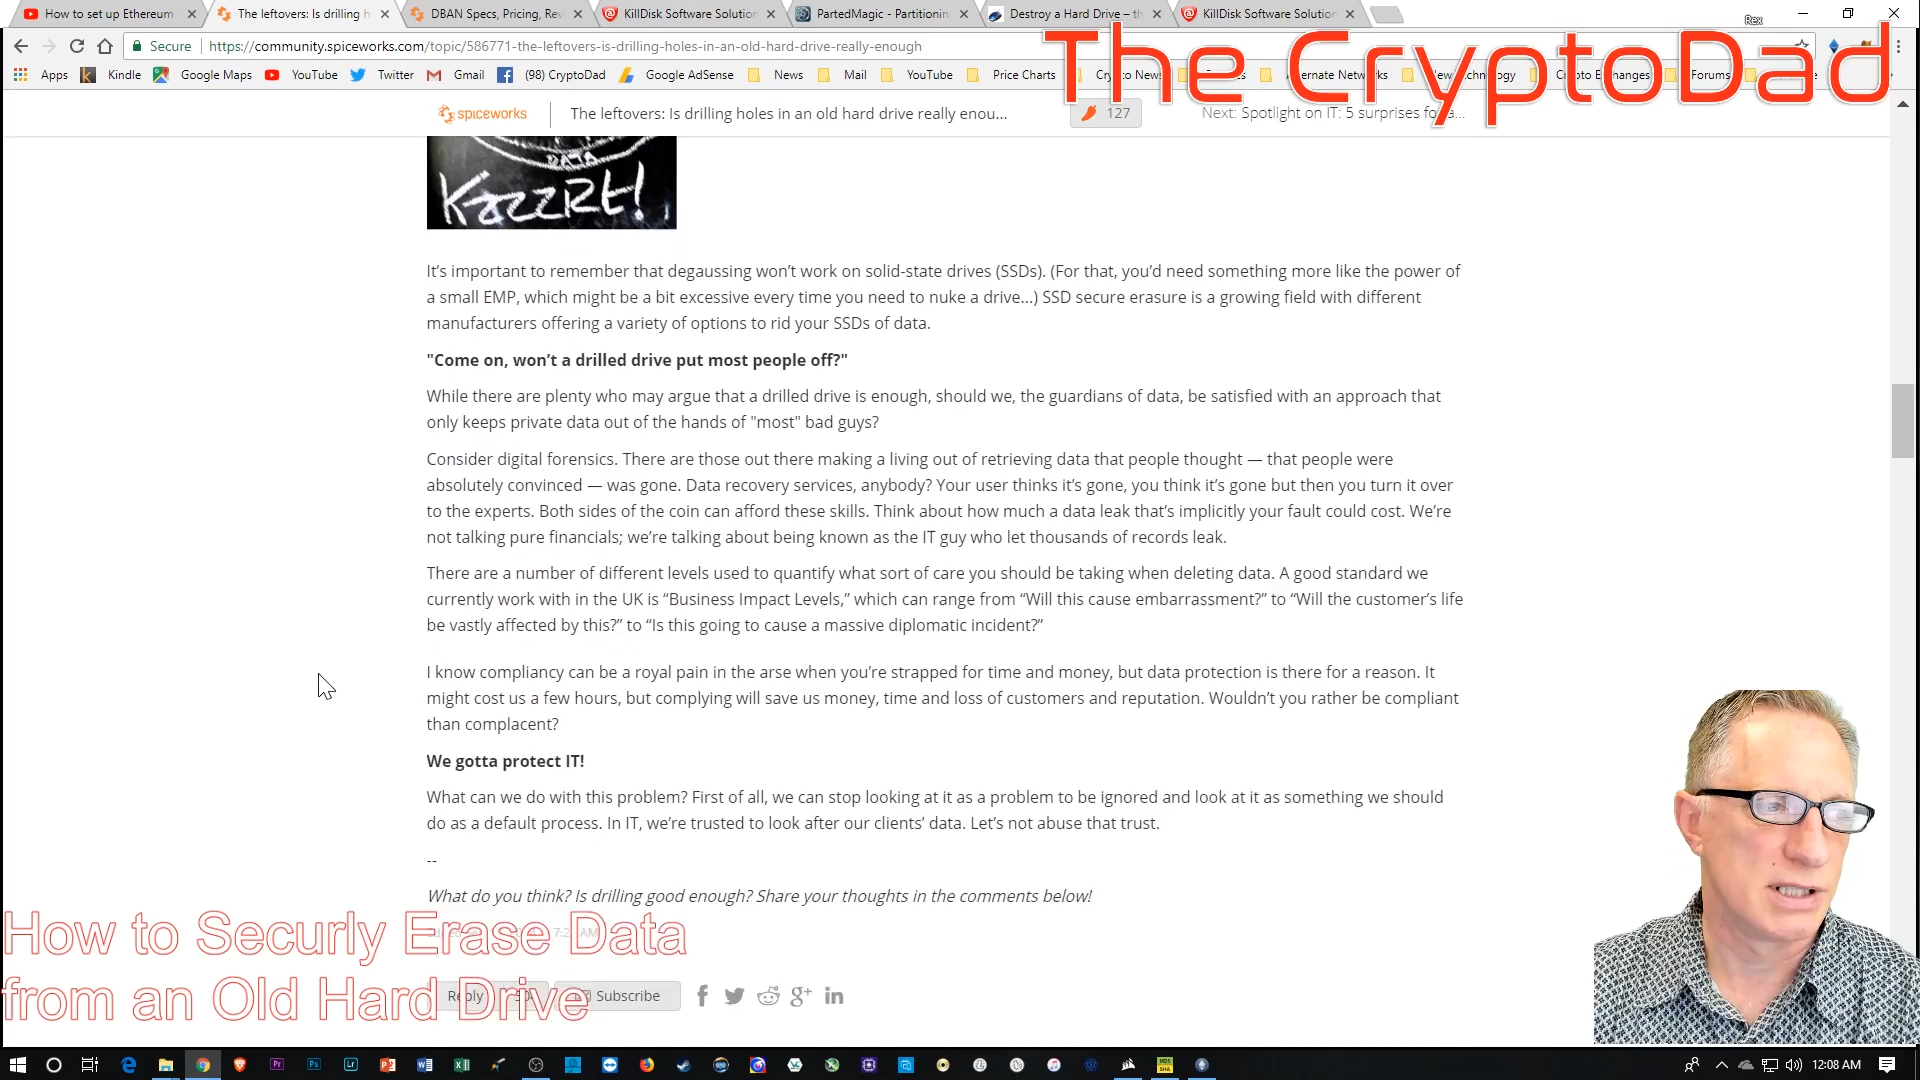 How to set up Ethereum
The leftovers: Is drilling h
DBAN Specs, Pricing, Rev
KillDisk Software Solution
PartedMagic - Partitionin
Destroy a Hard Drive – th
KillDisk Software Solution
Rex
Secure
https://community.spiceworks.com/topic/586771-the-leftovers-is-drilling-holes-in-an-old-hard-drive-really-enough
The CryptoDad
Apps
Kindle
Google Maps
YouTube
Twitter
Gmail
(98) CryptoDad
Google AdSense
News
Mail
YouTube
Price Charts
Crypto News
Alternate Networks
New Technology
Crypto Exchanges
Forums
spiceworks
The leftovers: Is drilling holes in an old hard drive really enou...
127
Next: Spotlight on IT: 5 surprises fo
DATA
KzzzRt!
It’s important to remember that degaussing won’t work on solid-state drives (SSDs). (For that, you’d need something more like the power of
a small EMP, which might be a bit excessive every time you need to nuke a drive...) SSD secure erasure is a growing field with different
manufacturers offering a variety of options to rid your SSDs of data.
"Come on, won’t a drilled drive put most people off?"
While there are plenty who may argue that a drilled drive is enough, should we, the guardians of data, be satisfied with an approach that
only keeps private data out of the hands of "most" bad guys?
Consider digital forensics. There are those out there making a living out of retrieving data that people thought — that people were
absolutely convinced — was gone. Data recovery services, anybody? Your user thinks it’s gone, you think it’s gone but then you turn it over
to the experts. Both sides of the coin can afford these skills. Think about how much a data leak that’s implicitly your fault could cost. We’re
not talking pure financials; we’re talking about being known as the IT guy who let thousands of records leak.
There are a number of different levels used to quantify what sort of care you should be taking when deleting data. A good standard we
currently work with in the UK is “Business Impact Levels,” which can range from “Will this cause embarrassment?” to “Will the customer’s life
be vastly affected by this?” to “Is this going to cause a massive diplomatic incident?”
I know compliancy can be a royal pain in the arse when you’re strapped for time and money, but data protection is there for a reason. It
might cost us a few hours, but complying will save us money, time and loss of customers and reputation. Wouldn’t you rather be compliant
than complacent?
We gotta protect IT!
What can we do with this problem? First of all, we can stop looking at it as a problem to be ignored and look at it as something we should
do as a default process. In IT, we’re trusted to look after our clients’ data. Let’s not abuse that trust.
--
What do you think? Is drilling good enough? Share your thoughts in the comments below!
How to Securly Erase Data
from an Old Hard Drive
Reply
Subscribe
12:08 AM